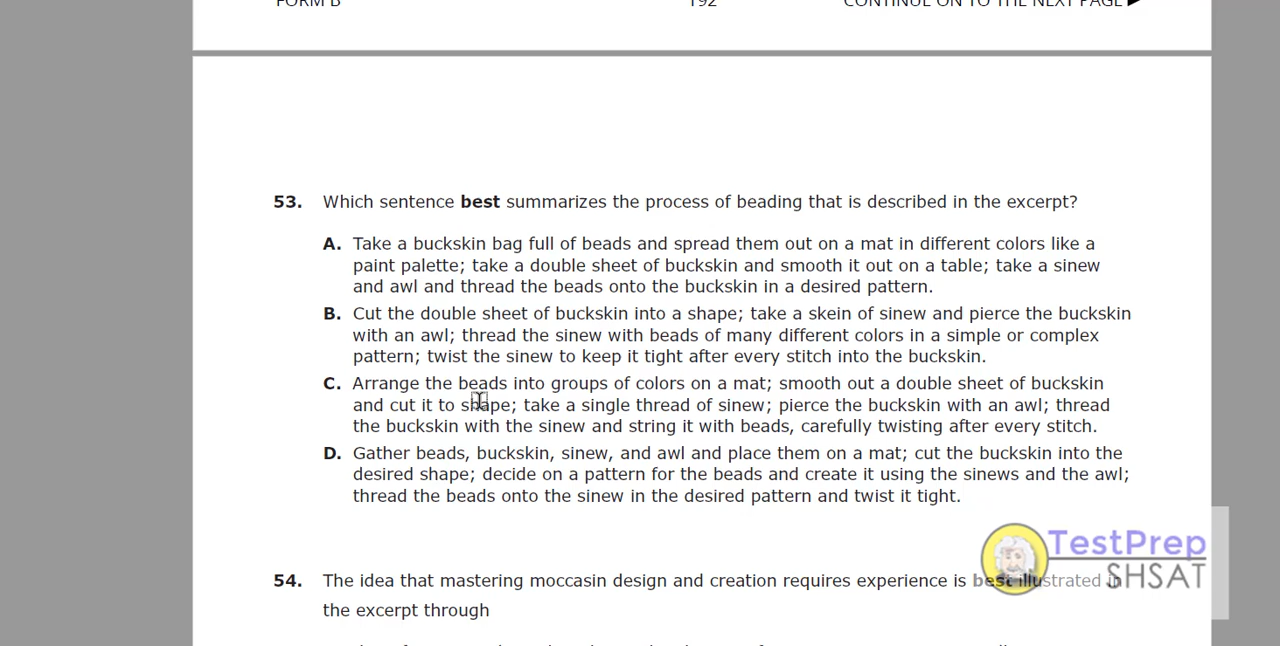 FORM B 192 CONTINUE ON TO THE NEXT PAGE ►
53. Which sentence best summarizes the process of beading that is described in the excerpt?
A. Take a buckskin bag full of beads and spread them out on a mat in different colors like a
paint palette; take a double sheet of buckskin and smooth it out on a table; take a sinew
and awl and thread the beads onto the buckskin in a desired pattern.
B. Cut the double sheet of buckskin into a shape; take a skein of sinew and pierce the buckskin
with an awl; thread the sinew with beads of many different colors in a simple or complex
pattern; twist the sinew to keep it tight after every stitch into the buckskin.
C. Arrange the beads into groups of colors on a mat; smooth out a double sheet of buckskin
and cut it to shape; take a single thread of sinew; pierce the buckskin with an awl; thread
the buckskin with the sinew and string it with beads, carefully twisting after every stitch.
D. Gather beads, buckskin, sinew, and awl and place them on a mat; cut the buckskin into the
desired shape; decide on a pattern for the beads and create it using the sinews and the awl;
thread the beads onto the sinew in the desired pattern and twist it tight.
TestPrep
SHSAT
54. The idea that mastering moccasin design and creation requires experience is best illustrated in
the excerpt through